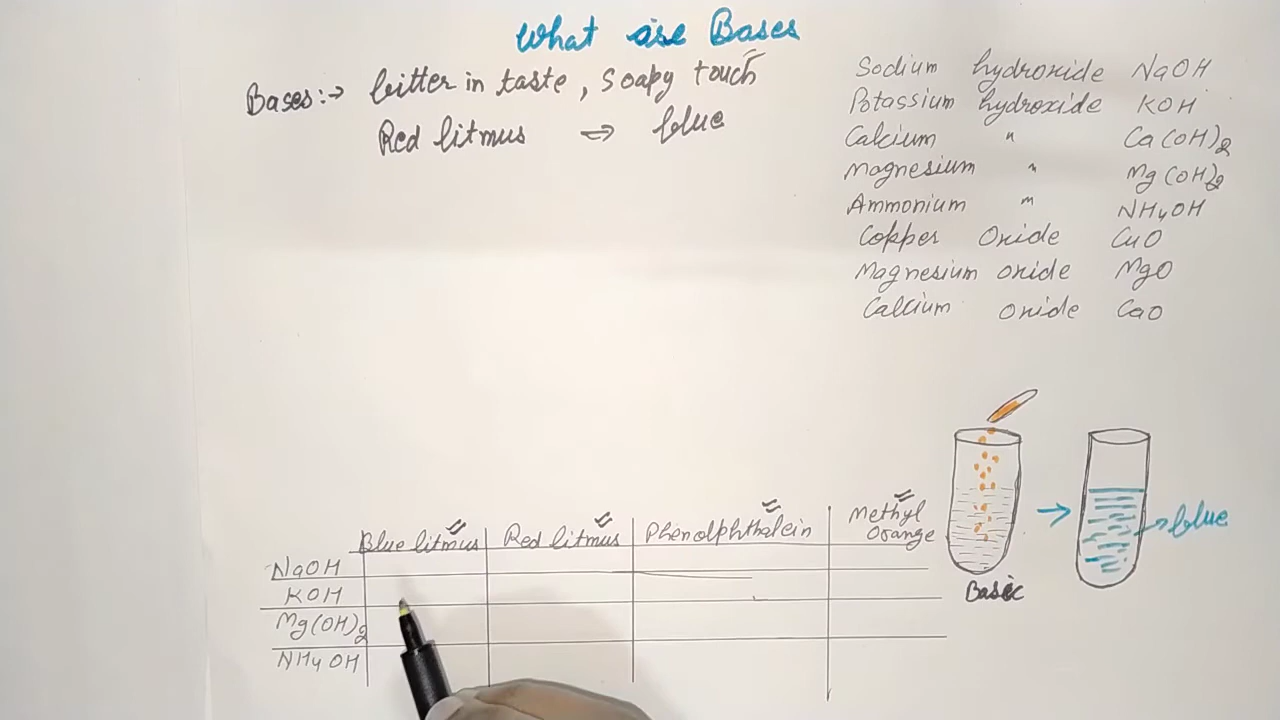 What are Bases
Bases:→ bitter in taste, soapy touch
Red litmus ⇒ blue
Sodium hydroxide NaOH
Potassium hydroxide KOH
Calcium " Ca(OH)2
Magnesium " Mg(OH)2
Ammonium " NH4OH
Copper Oxide CuO
Magnesium oxide MgO
Calcium oxide CaO
Blue litmus Red litmus Phenolphthalein Methyl Orange
NaOH
KOH
Mg(OH)2
NH4OH
Basic
blue